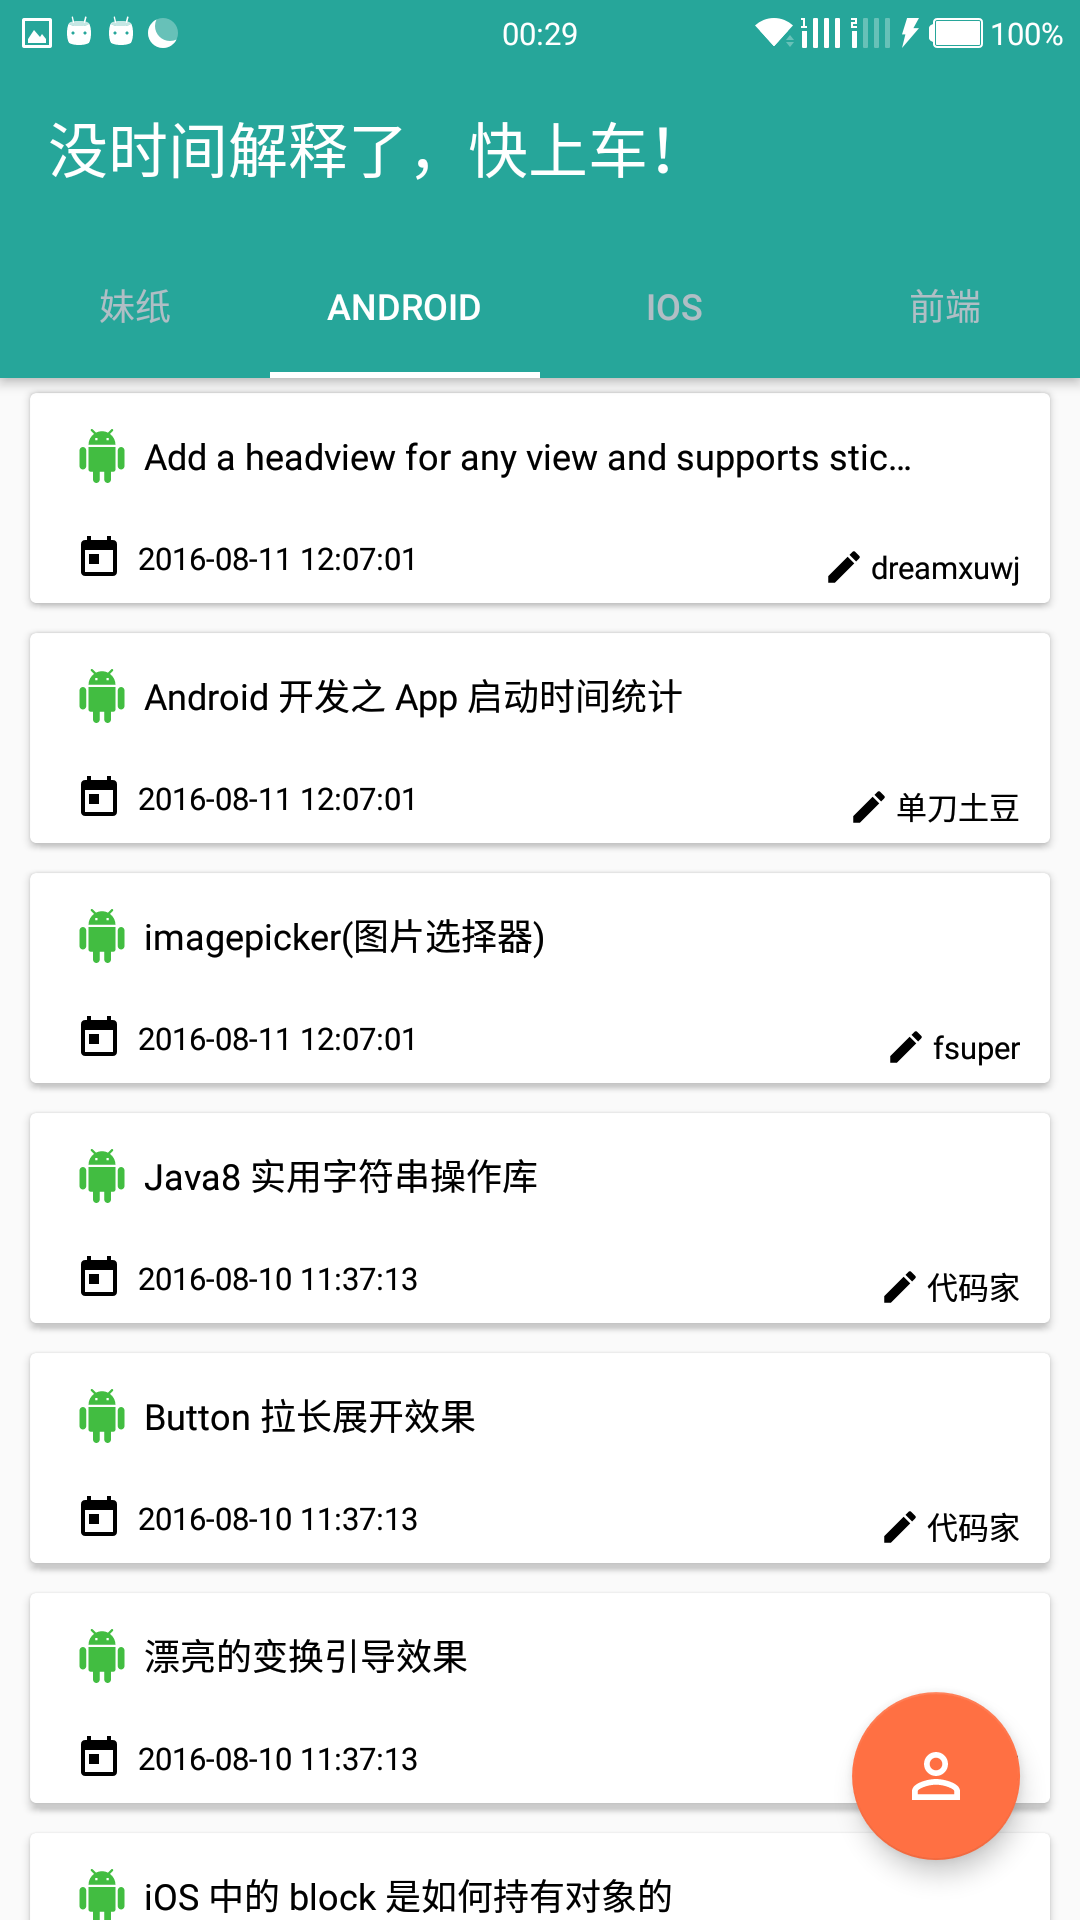 00:29
100%
没时间解释了，快上车！
妹纸 ANDROID IOS 前端
Add a headview for any view and supports stic...
2016-08-11 12:07:01
dreamxuwj
Android 开发之 App 启动时间统计
2016-08-11 12:07:01
单刀土豆
imagepicker(图片选择器)
2016-08-11 12:07:01
fsuper
Java8 实用字符串操作库
2016-08-10 11:37:13
代码家
Button 拉长展开效果
2016-08-10 11:37:13
代码家
漂亮的变换引导效果
2016-08-10 11:37:13
iOS 中的 block 是如何持有对象的